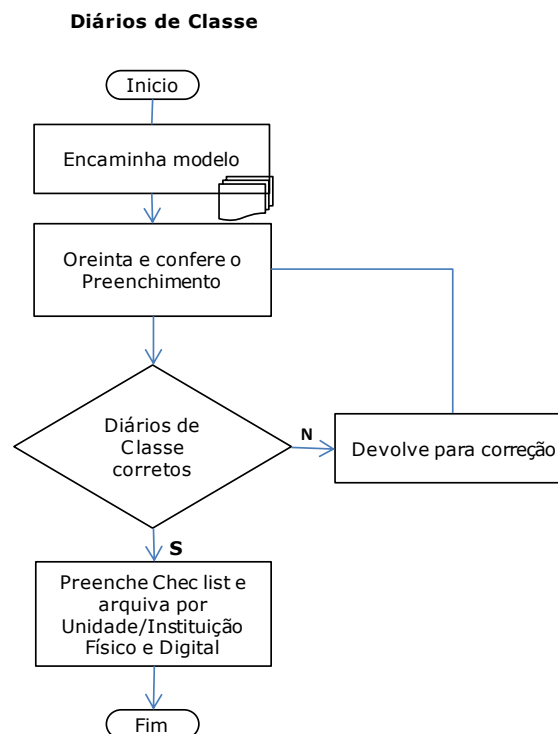 Diários de Classe
Inicio
Encaminha modelo
Oreinta e confere o
Preenchimento
Diários de
Classe
corretos
N
Devolve para correção
S
Preenche Chec list e
arquiva por
Unidade/Instituição
Físico e Digital
Fim